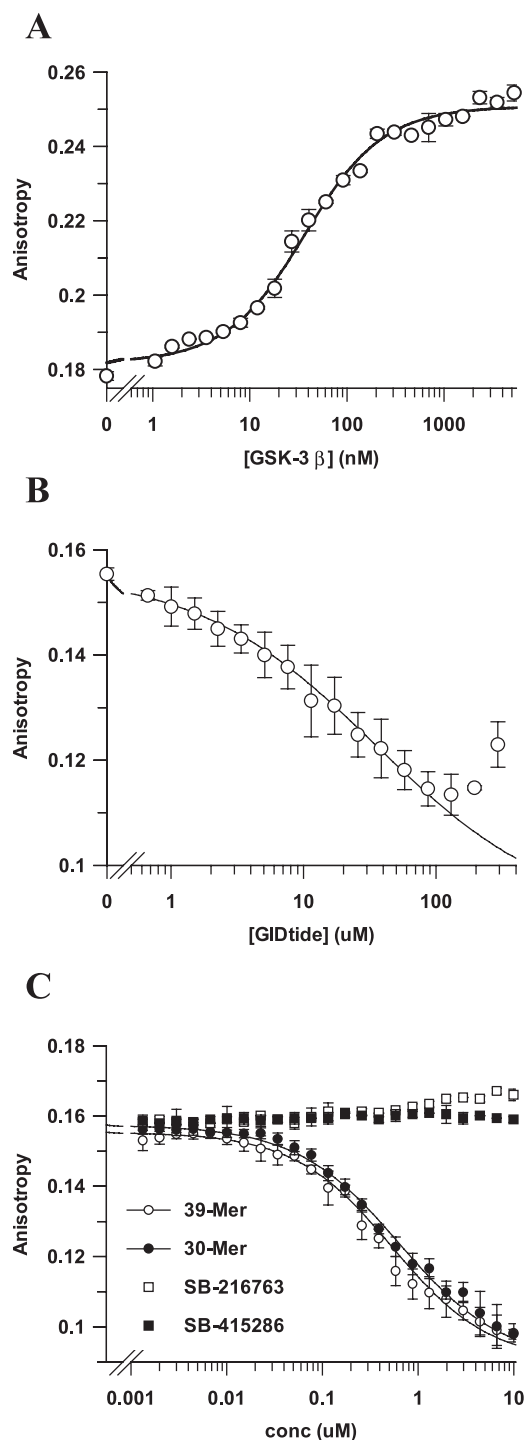 A
0.26
0.24
0.22
0.2
0.18
Anisotropy
0 1 10 100 1000
[GSK-3 β] (nM)
B
0.16
0.14
0.12
0.1
Anisotropy
0 1 10 100
[GIDtide] (uM)
C
0.18
0.16
0.14
0.12
0.1
Anisotropy
39-Mer
30-Mer
SB-216763
SB-415286
0.001 0.01 0.1 1 10
conc (uM)